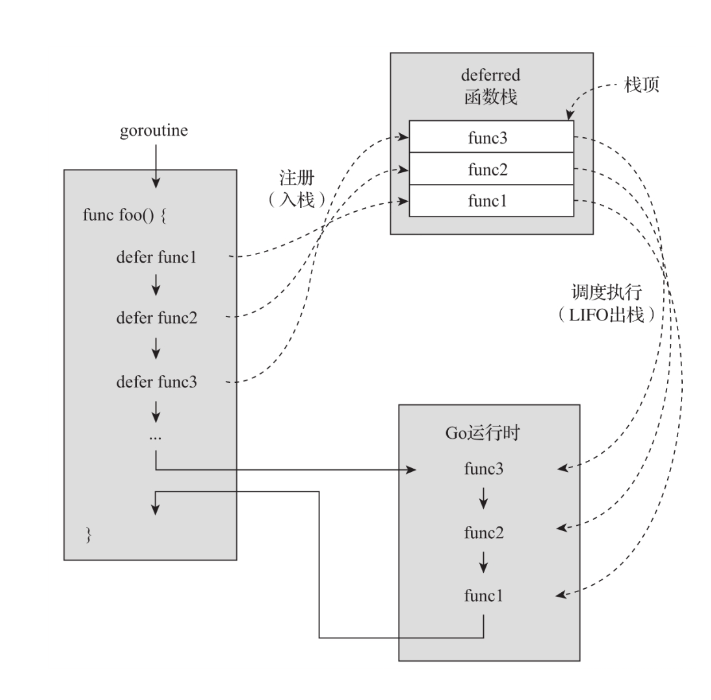 goroutine
func foo() {
defer func1
defer func2
defer func3
...
}
注册
（入栈）
deferred
函数栈
栈顶
func3
func2
func1
调度执行
（LIFO出栈）
Go运行时
func3
func2
func1